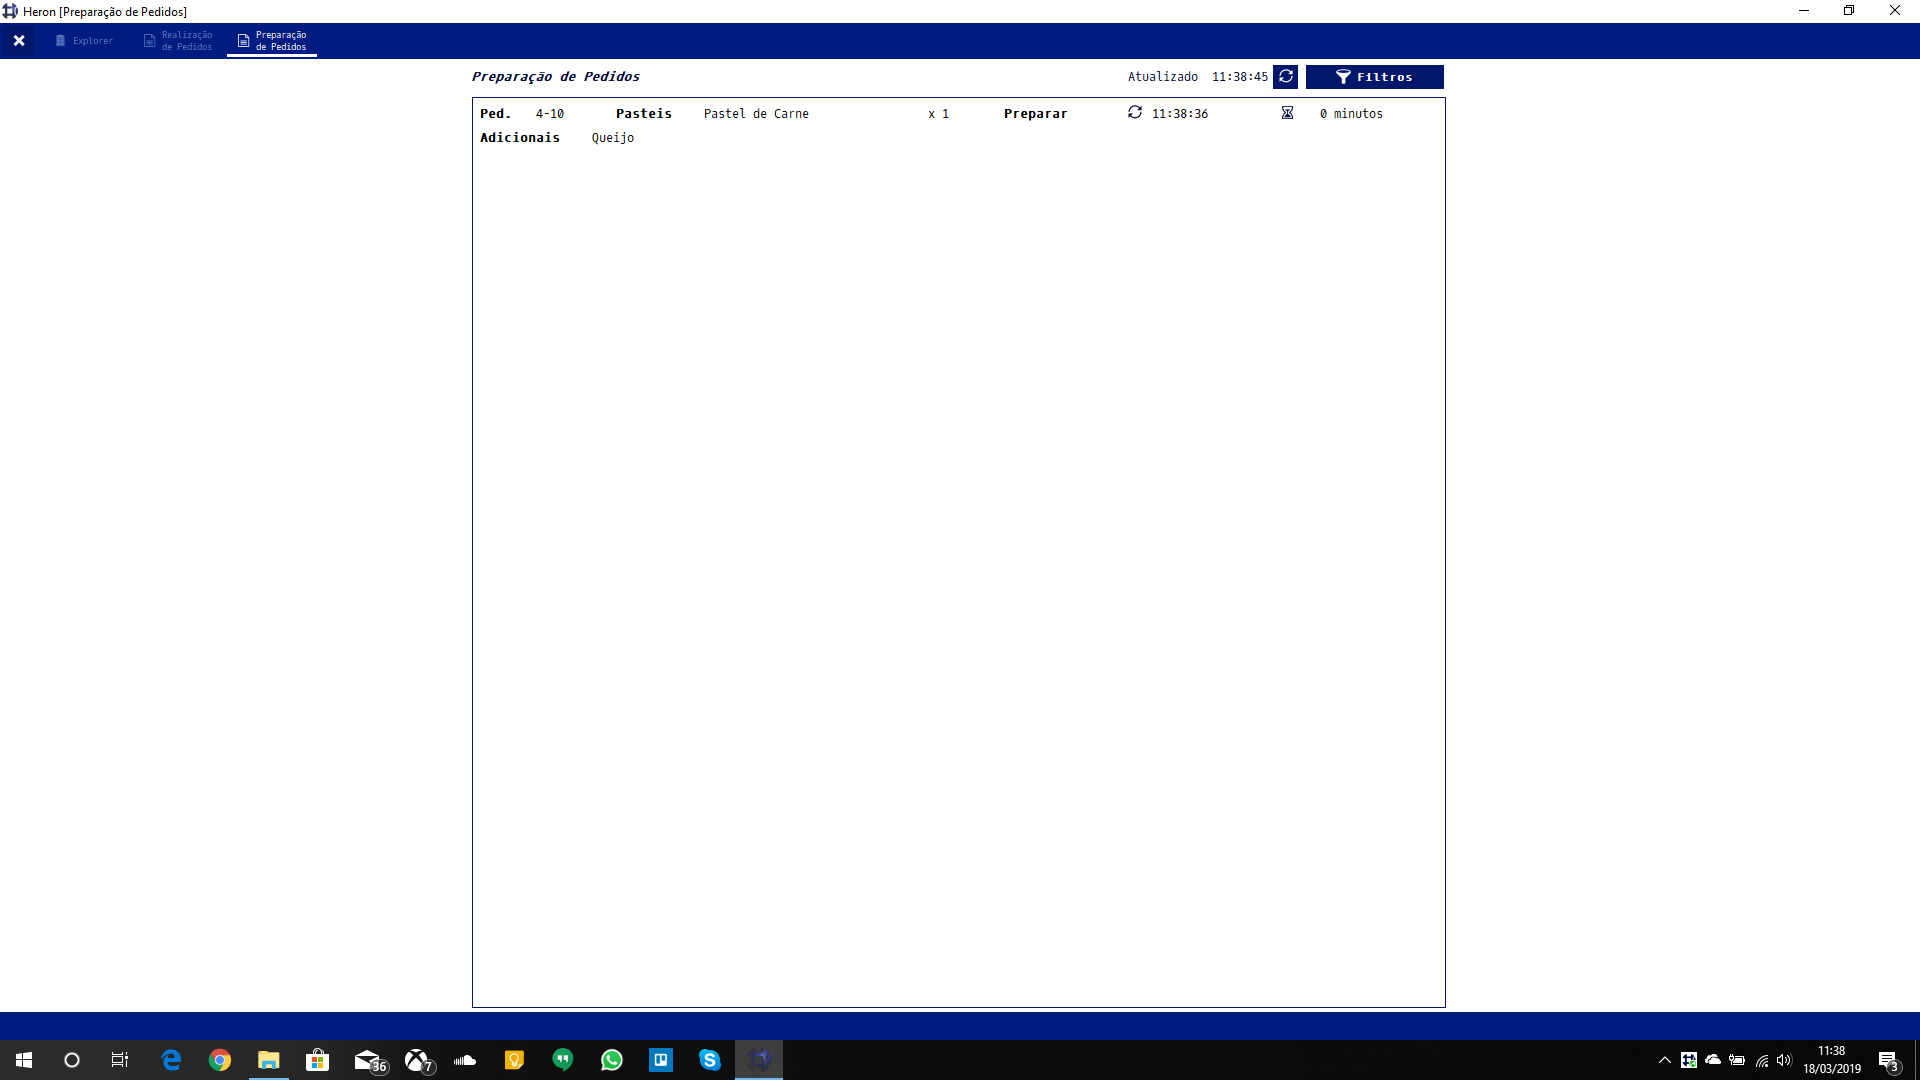 Heron [Preparação de Pedidos]
Explorer
Realização
de Pedidos
Preparação
de Pedidos
Preparação de Pedidos
Atualizado 11:38:45
Filtros
Ped. 4-10 Pasteis Pastel de Carne x 1 Preparar 11:38:36 0 minutos
Adicionais Queijo
36
7
11:38
18/03/2019
3